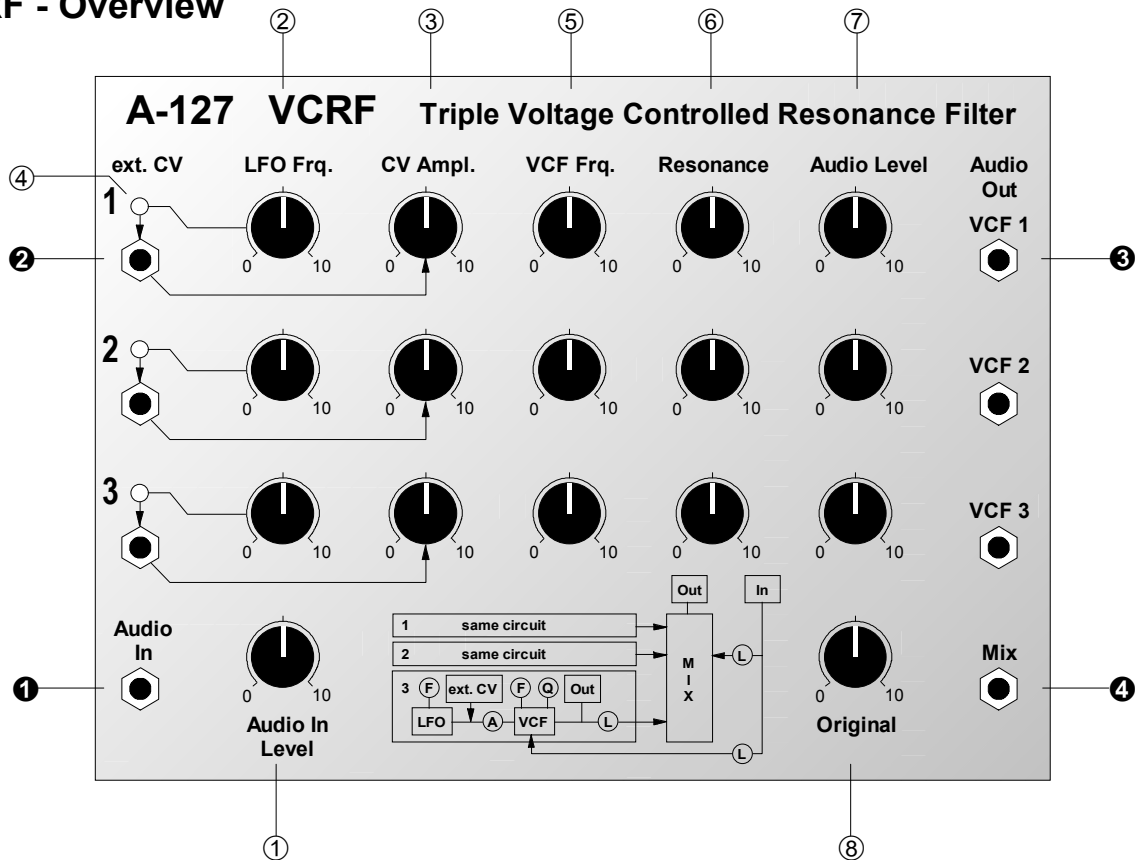 - Overview
② ③ ⑤ ⑥ ⑦
A-127 VCRF Triple Voltage Controlled Resonance Filter
ext. CV LFO Frq. CV Ampl. VCF Frq. Resonance Audio Level Audio Out
④
1
VCF 1
❷
❸
0 10 0 10 0 10 0 10 0 10
2
VCF 2
0 10 0 10 0 10 0 10 0 10
3
VCF 3
0 10 0 10 0 10 0 10 0 10
Out In
Audio In
1 same circuit
2 same circuit
MIX
L
Mix
3 F ext. CV F Q Out
LFO A VCF L
L
❶
❹
0 10
0 10
Audio In Level
Original
① ⑧